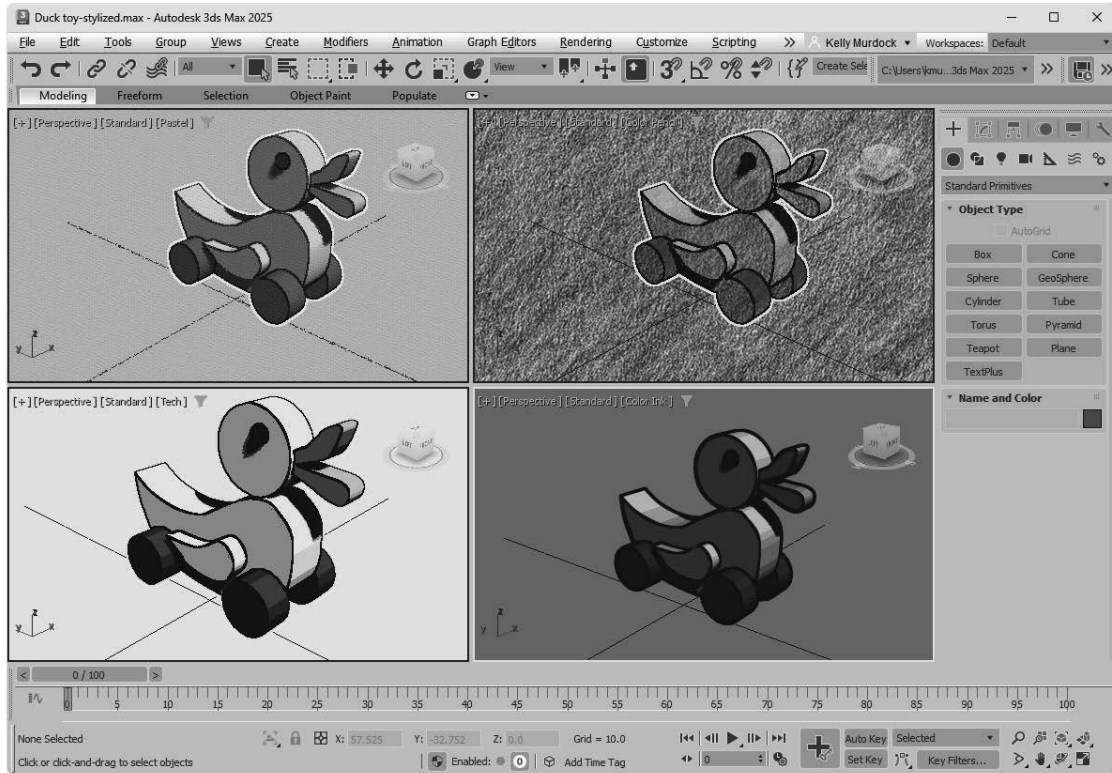 Duck toy-stylized.max - Autodesk 3ds Max 2025
File Edit Tools Group Views Create Modifiers Animation Graph Editors Rendering Customize Scripting Kelly Murdock Workspaces: Default
All View Create Sele C:\Users\kmu...3ds Max 2025
Modeling Freeform Selection Object Paint Populate
[+] [Perspective] [Standard] [Pastel]
[+] [Perspective] [Standard] [Color Pencil]
Standard Primitives
Object Type
AutoGrid
Box Cone
Sphere GeoSphere
Cylinder Tube
Torus Pyramid
Teapot Plane
TextPlus
Name and Color
z
y x
[+] [Perspective] [Standard] [Tech]
[+] [Perspective] [Standard] [Color Ink]
z
y x
z
y x
< 0 / 100 >
0 5 10 15 20 25 30 35 40 45 50 55 60 65 70 75 80 85 90 95 100
None Selected X: 57.525 Y: -32.752 Z: 0.0 Grid = 10.0 Auto Key Selected
Click or click-and-drag to select objects Enabled: 0 Add Time Tag 0 Set Key Key Filters...